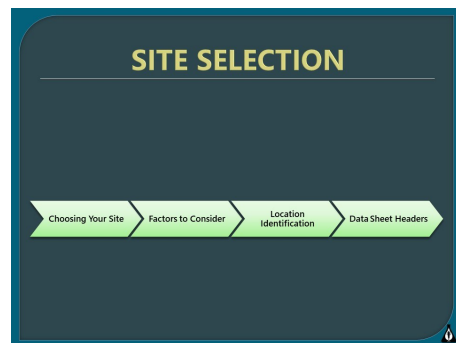 SITE SELECTION
Choosing Your Site
Factors to Consider
Location
Identification
Data Sheet Headers